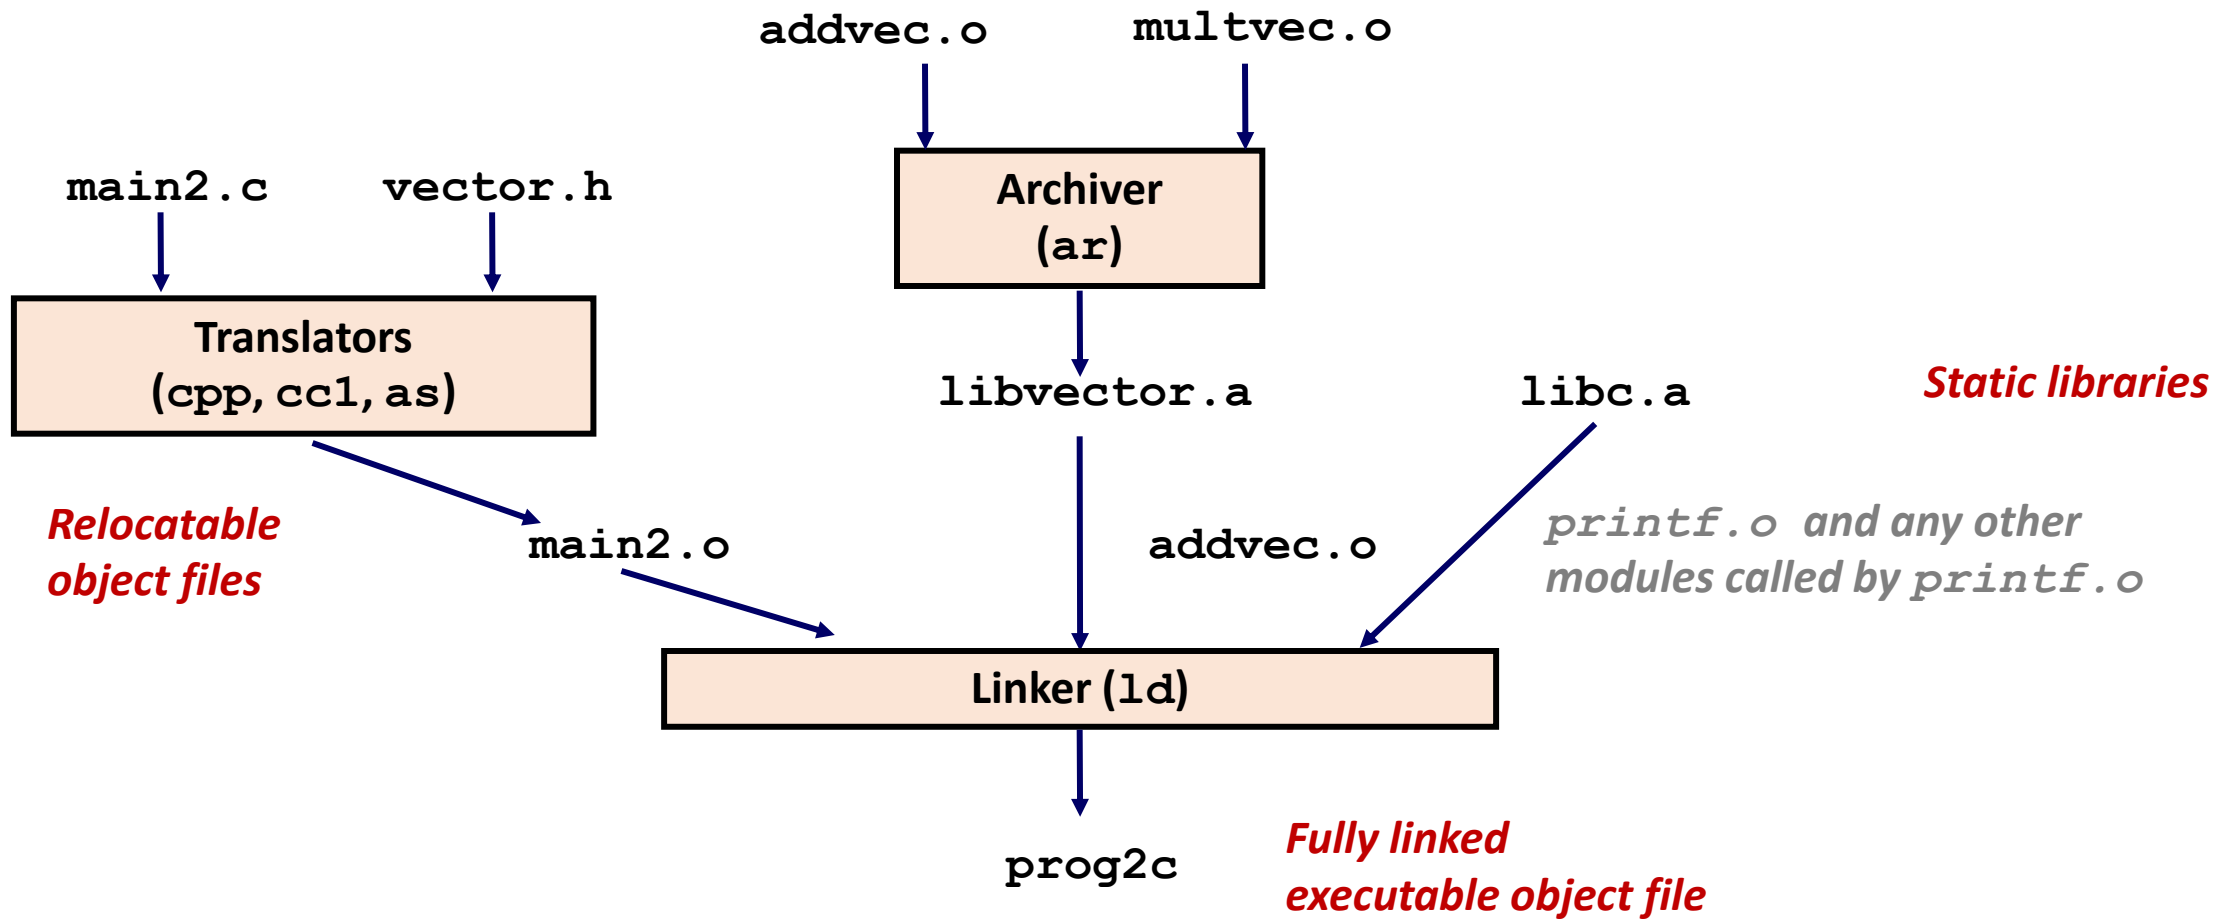 addvec.o
multvec.o
main2.c
vector.h
Archiver
(ar)
Translators
(cpp, cc1, as)
libvector.a
libc.a
Static libraries
Relocatable
object files
main2.o
addvec.o
printf.o and any other
modules called by printf.o
Linker (ld)
prog2c
Fully linked
executable object file